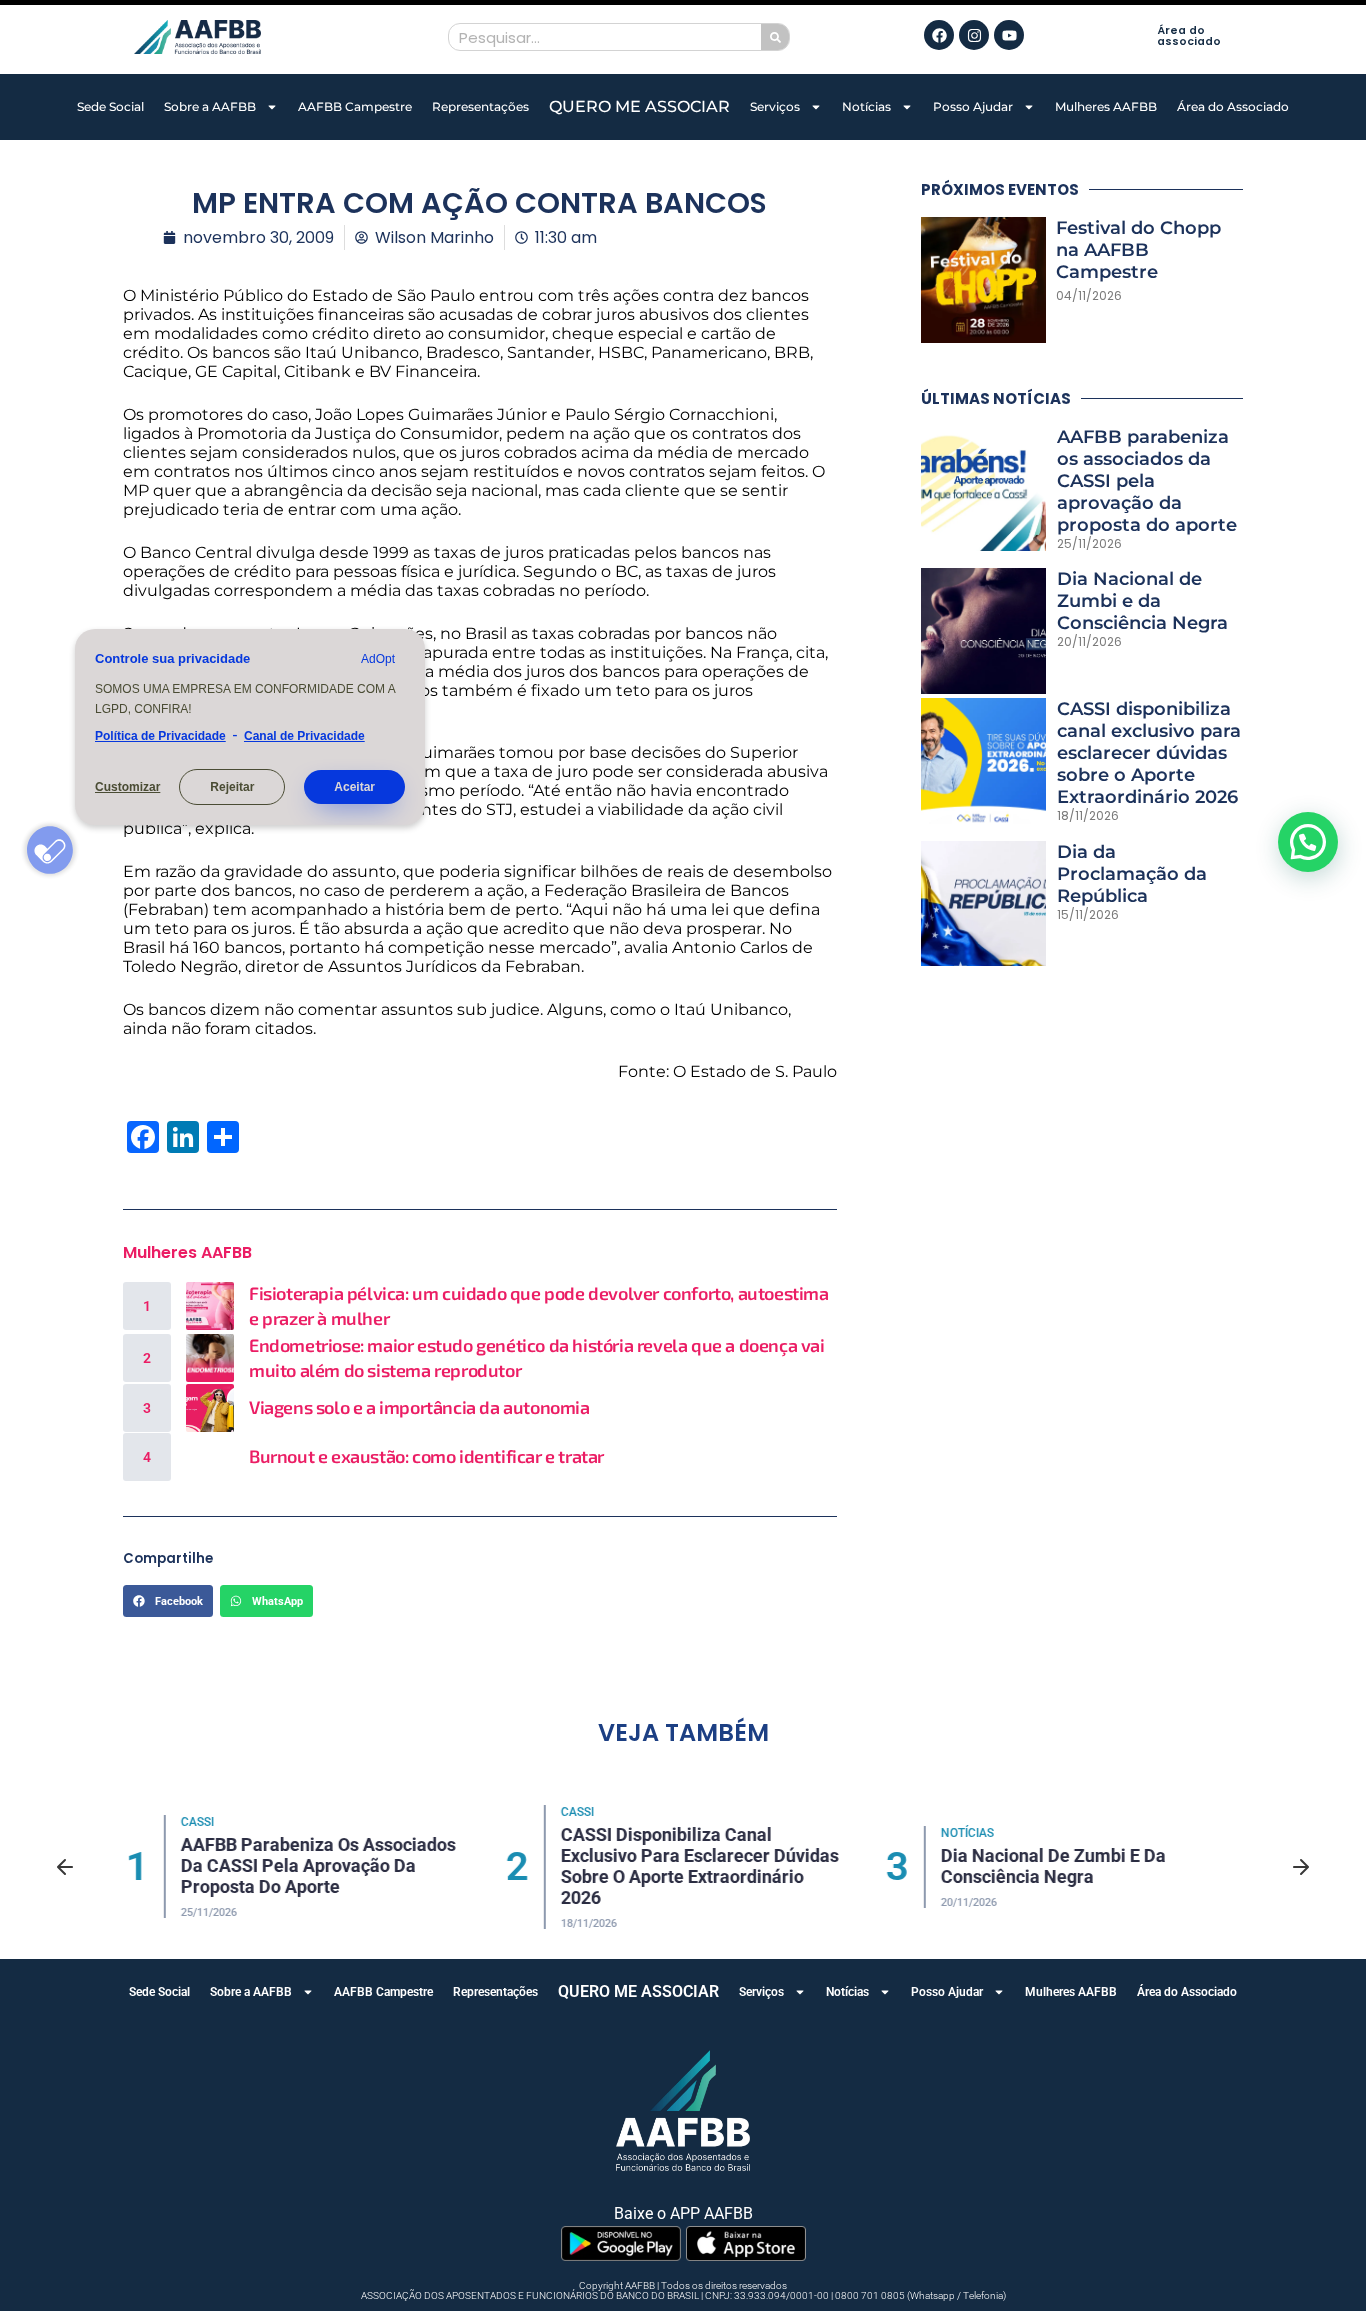 AAFBB
Associação dos Aposentados e
Funcionários do Banco do Brasil
Pesquisar...
Área do
associado
Sede Social Sobre a AAFBB AAFBB Campestre Representações QUERO ME ASSOCIAR Serviços Notícias Posso Ajudar Mulheres AAFBB Área do Associado
MP ENTRA COM AÇÃO CONTRA BANCOS
novembro 30, 2009 Wilson Marinho 11:30 am
O Ministério Público do Estado de São Paulo entrou com três ações contra dez bancos
privados. As instituições financeiras são acusadas de cobrar juros abusivos dos clientes
em modalidades como crédito direto ao consumidor, cheque especial e cartão de
crédito. Os bancos são Itaú Unibanco, Bradesco, Santander, HSBC, Panamericano, BRB,
Cacique, GE Capital, Citibank e BV Financeira.
Os promotores do caso, João Lopes Guimarães Júnior e Paulo Sérgio Cornacchioni,
ligados à Promotoria da Justiça do Consumidor, pedem na ação que os contratos dos
clientes sejam considerados nulos, que os juros cobrados acima da média de mercado
em contratos nos últimos cinco anos sejam restituídos e novos contratos sejam feitos. O
MP quer que a abrangência da decisão seja nacional, mas cada cliente que se sentir
prejudicado teria de entrar com uma ação.
O Banco Central divulga desde 1999 as taxas de juros praticadas pelos bancos nas
operações de crédito para pessoas física e jurídica. Segundo o BC, as taxas de juros
divulgadas correspondem a média das taxas cobradas no período.
no Brasil as taxas cobradas por bancos não
apurada entre todas as instituições. Na França, cita,
a média dos juros dos bancos para operações de
os também é fixado um teto para os juros
uimarães tomou por base decisões do Superior
m que a taxa de juro pode ser considerada abusiva
smo período. “Até então não havia encontrado
ntes do STJ, estudei a viabilidade da ação civil
pública”, explica.
Controle sua privacidade AdOpt
SOMOS UMA EMPRESA EM CONFORMIDADE COM A
LGPD, CONFIRA!
Política de Privacidade - Canal de Privacidade
Customizar Rejeitar Aceitar
Em razão da gravidade do assunto, que poderia significar bilhões de reais de desembolso
por parte dos bancos, no caso de perderem a ação, a Federação Brasileira de Bancos
(Febraban) tem acompanhado a história bem de perto. “Aqui não há uma lei que defina
um teto para os juros. É tão absurda a ação que acredito que não deva prosperar. No
Brasil há 160 bancos, portanto há competição nesse mercado”, avalia Antonio Carlos de
Toledo Negrão, diretor de Assuntos Jurídicos da Febraban.
Os bancos dizem não comentar assuntos sub judice. Alguns, como o Itaú Unibanco,
ainda não foram citados.
Fonte: O Estado de S. Paulo
Mulheres AAFBB
1 Fisioterapia pélvica: um cuidado que pode devolver conforto, autoestima
e prazer à mulher
2 Endometriose: maior estudo genético da história revela que a doença vai
muito além do sistema reprodutor
3 Viagens solo e a importância da autonomia
4 Burnout e exaustão: como identificar e tratar
Compartilhe
Facebook WhatsApp
PRÓXIMOS EVENTOS
Festival do
CHOPP
28
20:00 às 00:00
Festival do Chopp
na AAFBB
Campestre
04/11/2026
ÚLTIMAS NOTÍCIAS
arabéns!
Aporte aprovado
M que fortalece a Cassi!
AAFBB parabeniza
os associados da
CASSI pela
aprovação da
proposta do aporte
25/11/2026
DIA
CONSCIÊNCIA NEG
Dia Nacional de
Zumbi e da
Consciência Negra
20/11/2026
TIRE SUAS DÚV
SOBRE O APO
EXTRAORDINÁR
2026.
CASSI disponibiliza
canal exclusivo para
esclarecer dúvidas
sobre o Aporte
Extraordinário 2026
18/11/2026
PROCLAMAÇÃO D
REPÚBLICA
Dia da
Proclamação da
República
15/11/2026
VEJA TAMBÉM
1
CASSI
AAFBB Parabeniza Os Associados
Da CASSI Pela Aprovação Da
Proposta Do Aporte
25/11/2026
2
CASSI
CASSI Disponibiliza Canal
Exclusivo Para Esclarecer Dúvidas
Sobre O Aporte Extraordinário
2026
18/11/2026
3
NOTÍCIAS
Dia Nacional De Zumbi E Da
Consciência Negra
20/11/2026
Sede Social Sobre a AAFBB AAFBB Campestre Representações QUERO ME ASSOCIAR Serviços Notícias Posso Ajudar Mulheres AAFBB Área do Associado
AAFBB
Associação dos Aposentados e
Funcionários do Banco do Brasil
Baixe o APP AAFBB
DISPONÍVEL NO
Google Play
Baixar na
App Store
Copyright AAFBB | Todos os direitos reservados
ASSOCIAÇÃO DOS APOSENTADOS E FUNCIONÁRIOS DO BANCO DO BRASIL | CNPJ: 33.933.094/0001-00 | 0800 701 0805 (Whatsapp / Telefonia)